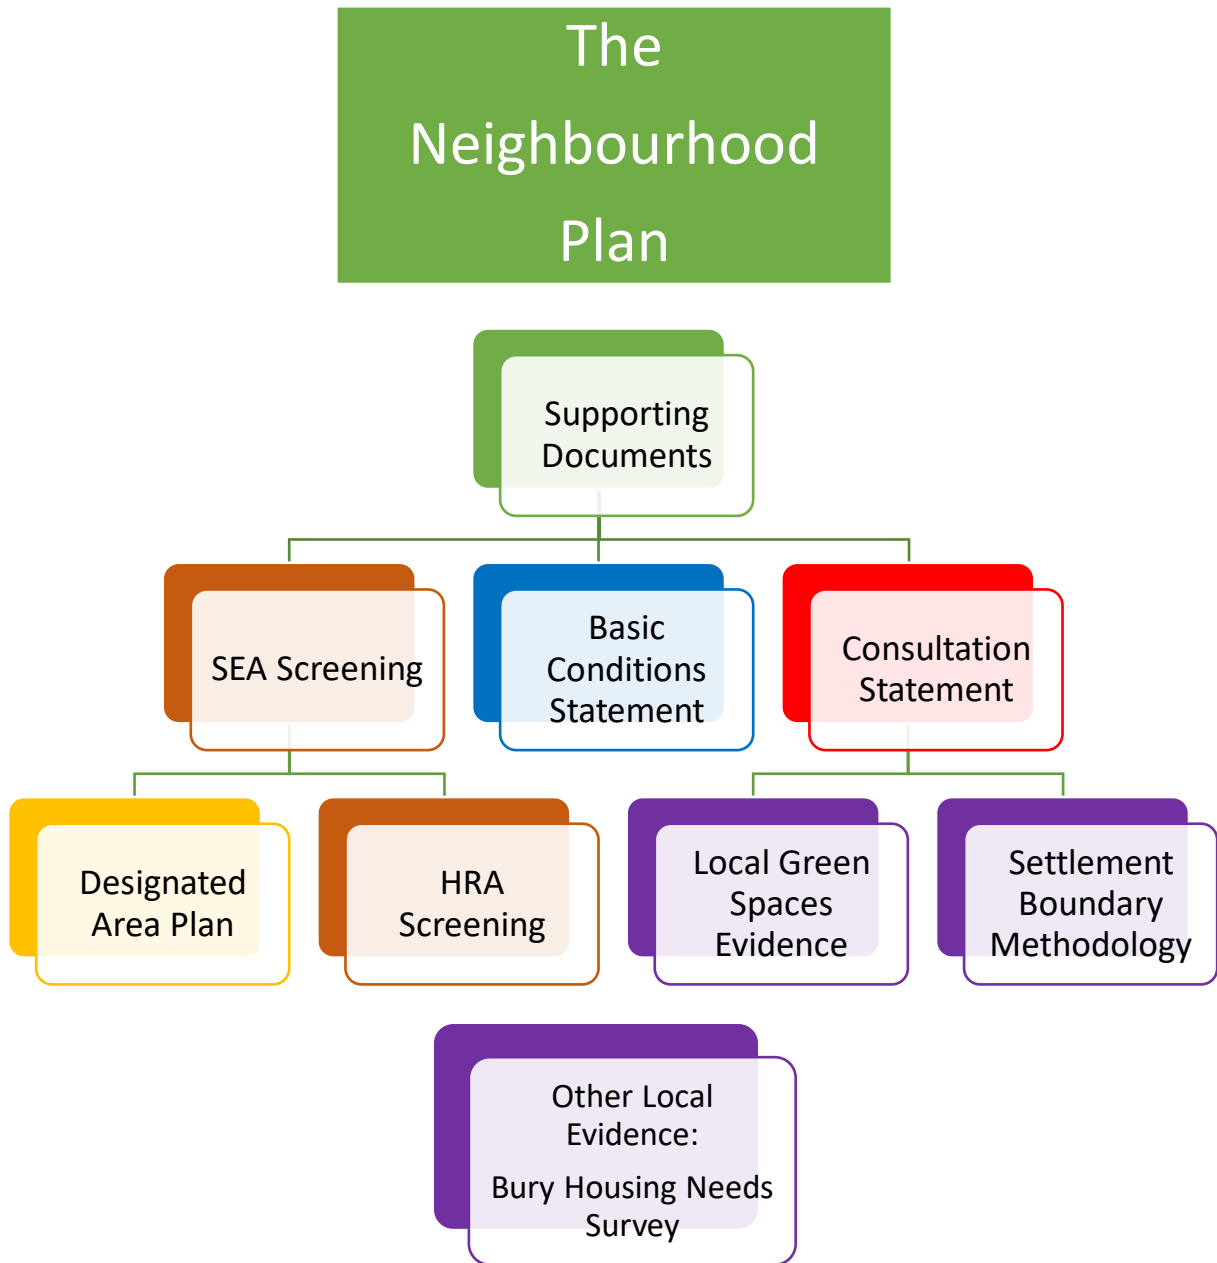 The
Neighbourhood
Plan
Supporting
Documents
SEA Screening
Basic
Conditions
Statement
Consultation
Statement
Designated
Area Plan
HRA
Screening
Local Green
Spaces
Evidence
Settlement
Boundary
Methodology
Other Local
Evidence:
Bury Housing Needs
Survey